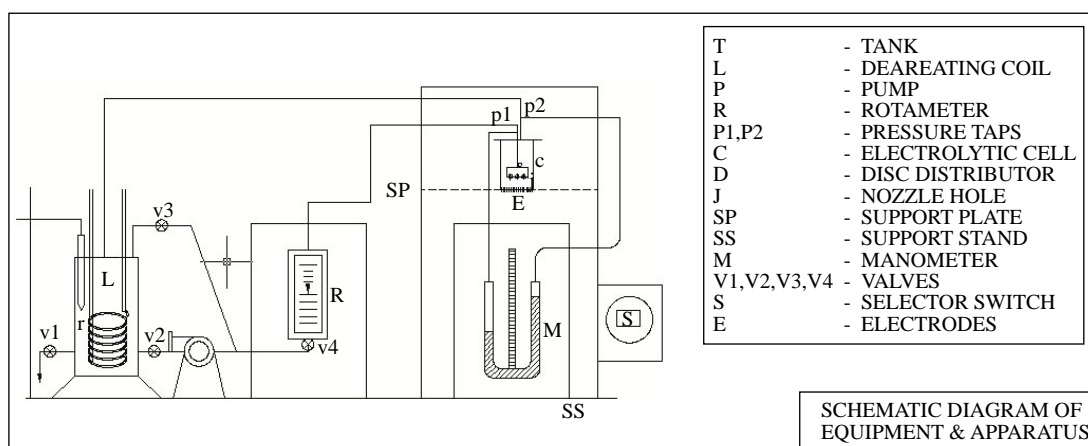 T - TANK
L - DEAREATING COIL
P - PUMP
R - ROTAMETER
P1,P2 - PRESSURE TAPS
C - ELECTROLYTIC CELL
D - DISC DISTRIBUTOR
J - NOZZLE HOLE
SP - SUPPORT PLATE
SS - SUPPORT STAND
M - MANOMETER
V1,V2,V3,V4 - VALVES
S - SELECTOR SWITCH
E - ELECTRODES
p2
p1
c
j
SP
E
v3
L
R
r
v1
v2
v4
M
S
SS
SCHEMATIC DIAGRAM OF
EQUIPMENT & APPARATUS